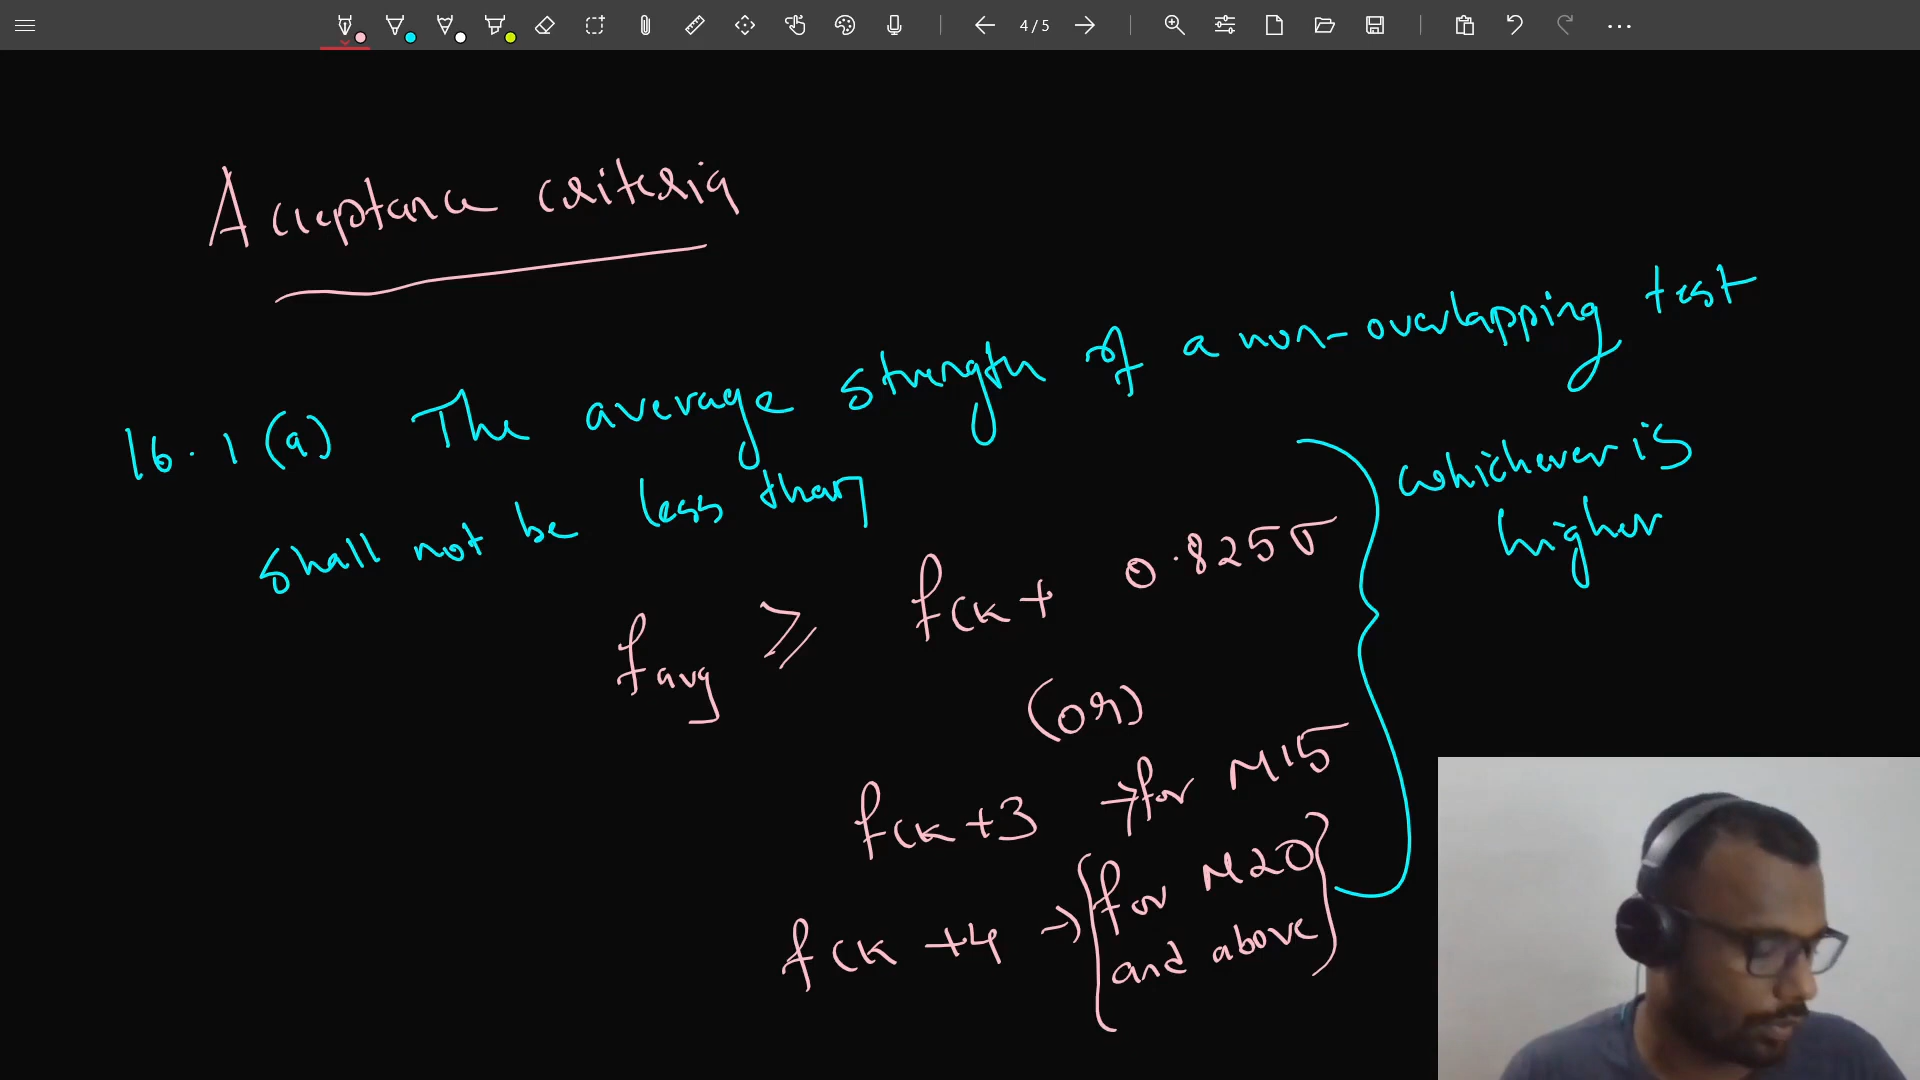 4 / 5
Acceptance criteria
16.1 (a) The average strength of a non-overlapping test
shall not be less than
favg ≥ fck + 0.825σ
(or)
fck + 3 → for M15
fck + 4 → {for M20
and above}
whichever is
higher